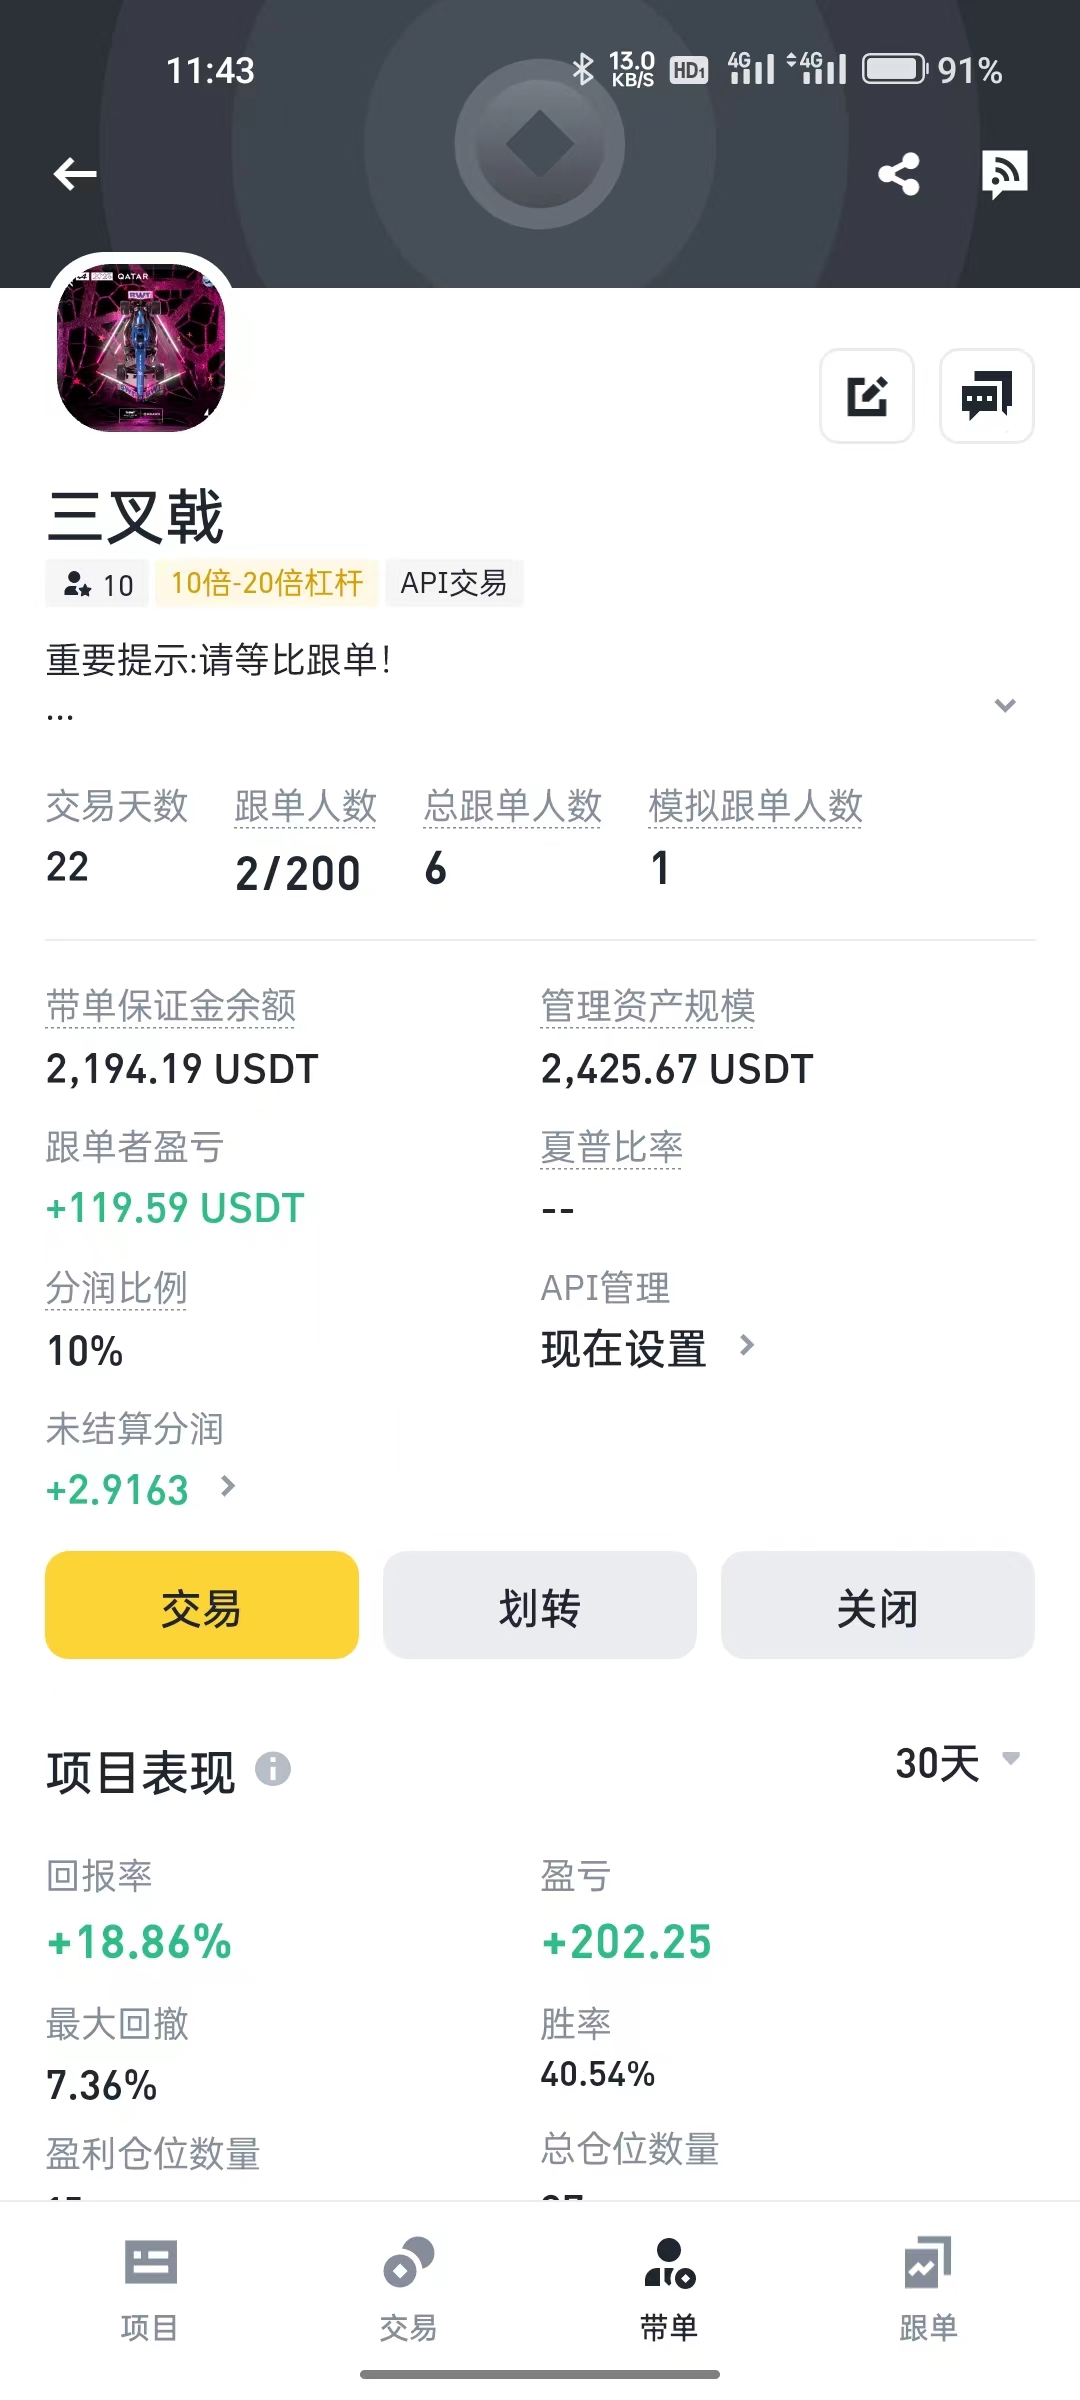 11:43
13.0 KB/S HD1 4G 4G 91%
QATAR
三叉戟
10 10倍-20倍杠杆 API交易
重要提示:请等比跟单!
...
交易天数 跟单人数 总跟单人数 模拟跟单人数
22 2/200 6 1
带单保证金余额 管理资产规模
2,194.19 USDT 2,425.67 USDT
跟单者盈亏 夏普比率
+119.59 USDT --
分润比例 API管理
10% 现在设置
未结算分润
+2.9163
交易 划转 关闭
项目表现 30天
回报率 盈亏
+18.86% +202.25
最大回撤 胜率
7.36% 40.54%
盈利仓位数量 总仓位数量
项目 交易 带单 跟单